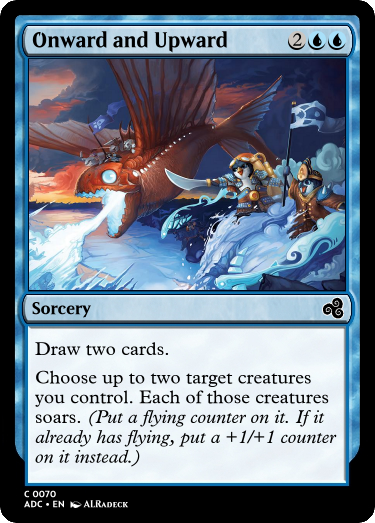 Onward and Upward 2
Sorcery
Draw two cards.
Choose up to two target creatures
you control. Each of those creatures
soars. (Put a flying counter on it. If it
already has flying, put a +1/+1 counter
on it instead.)
C 0070
ADC • EN ALRADECK